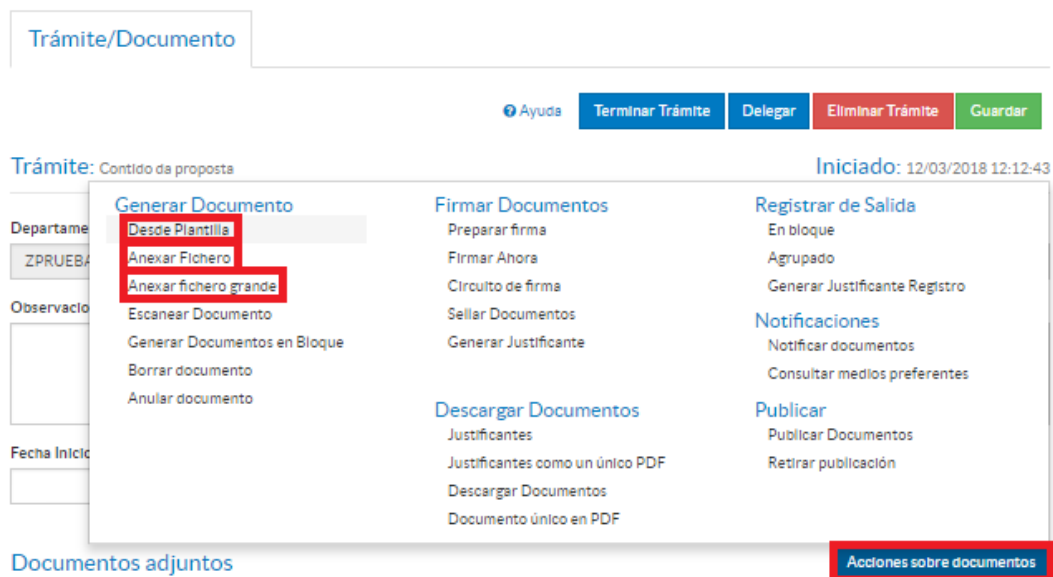 Trámite/Documento
Ayuda Terminar Trámite Delegar Eliminar Trámite Guardar
Trámite: Contido da proposta
Iniciado: 12/03/2018 12:12:43
Departame
ZPRUEBA
Observacio
Fecha Inicio
Generar Documento
Desde Plantilla
Anexar Fichero
Anexar fichero grande
Escanear Documento
Generar Documentos en Bloque
Borrar documento
Anular documento
Firmar Documentos
Preparar firma
Firmar Ahora
Circuito de firma
Sellar Documentos
Generar Justificante
Descargar Documentos
Justificantes
Justificantes como un único PDF
Descargar Documentos
Documento único en PDF
Registrar de Salida
En bloque
Agrupado
Generar Justificante Registro
Notificaciones
Notificar documentos
Consultar medios preferentes
Publicar
Publicar Documentos
Retirar publicación
Documentos adjuntos
Acciones sobre documentos